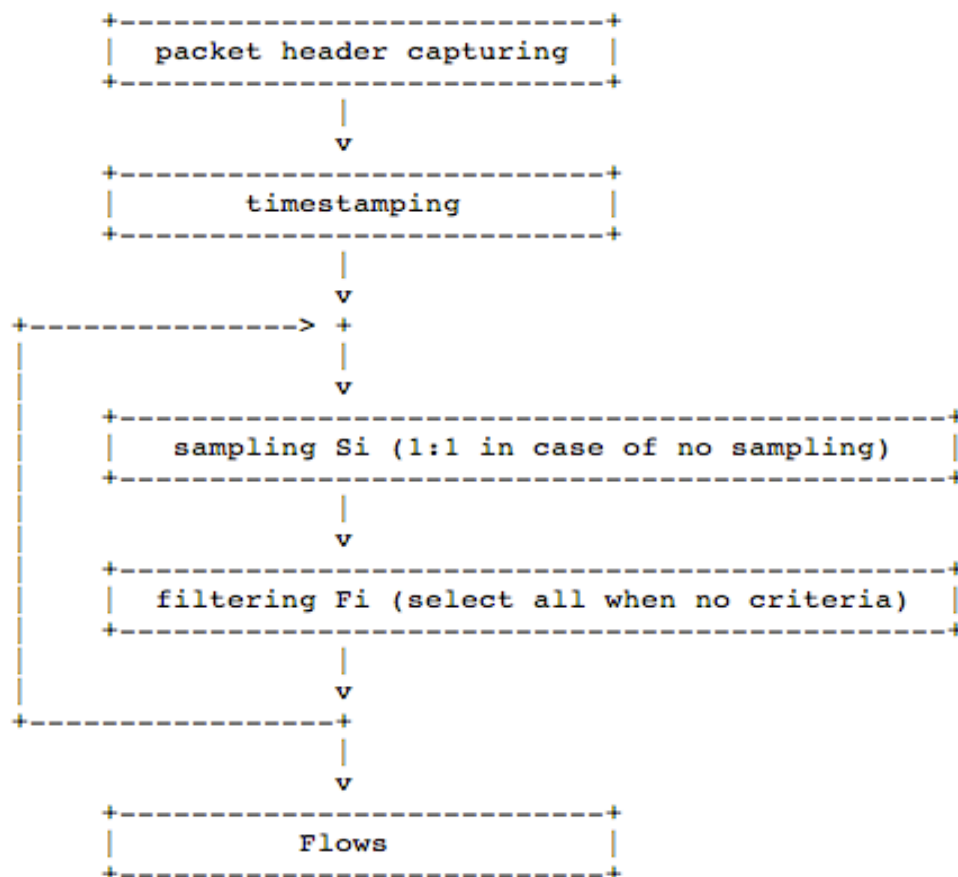 packet header capturing
timestamping
sampling Si (1:1 in case of no sampling)
filtering Fi (select all when no criteria)
Flows